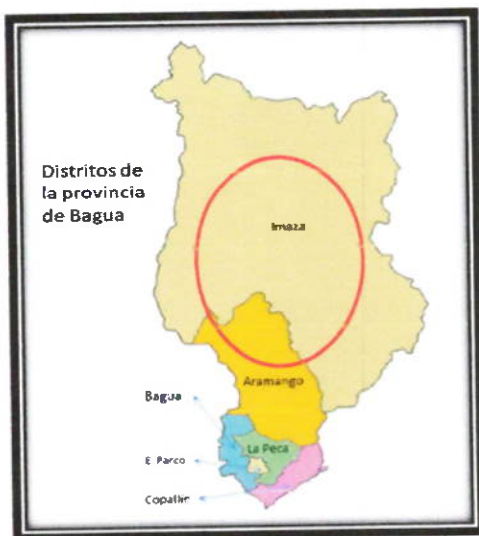 Distritos de
la provincia
de Bagua
Imaza
Aramango
Bagua
La Peca
E Parco
Copallin